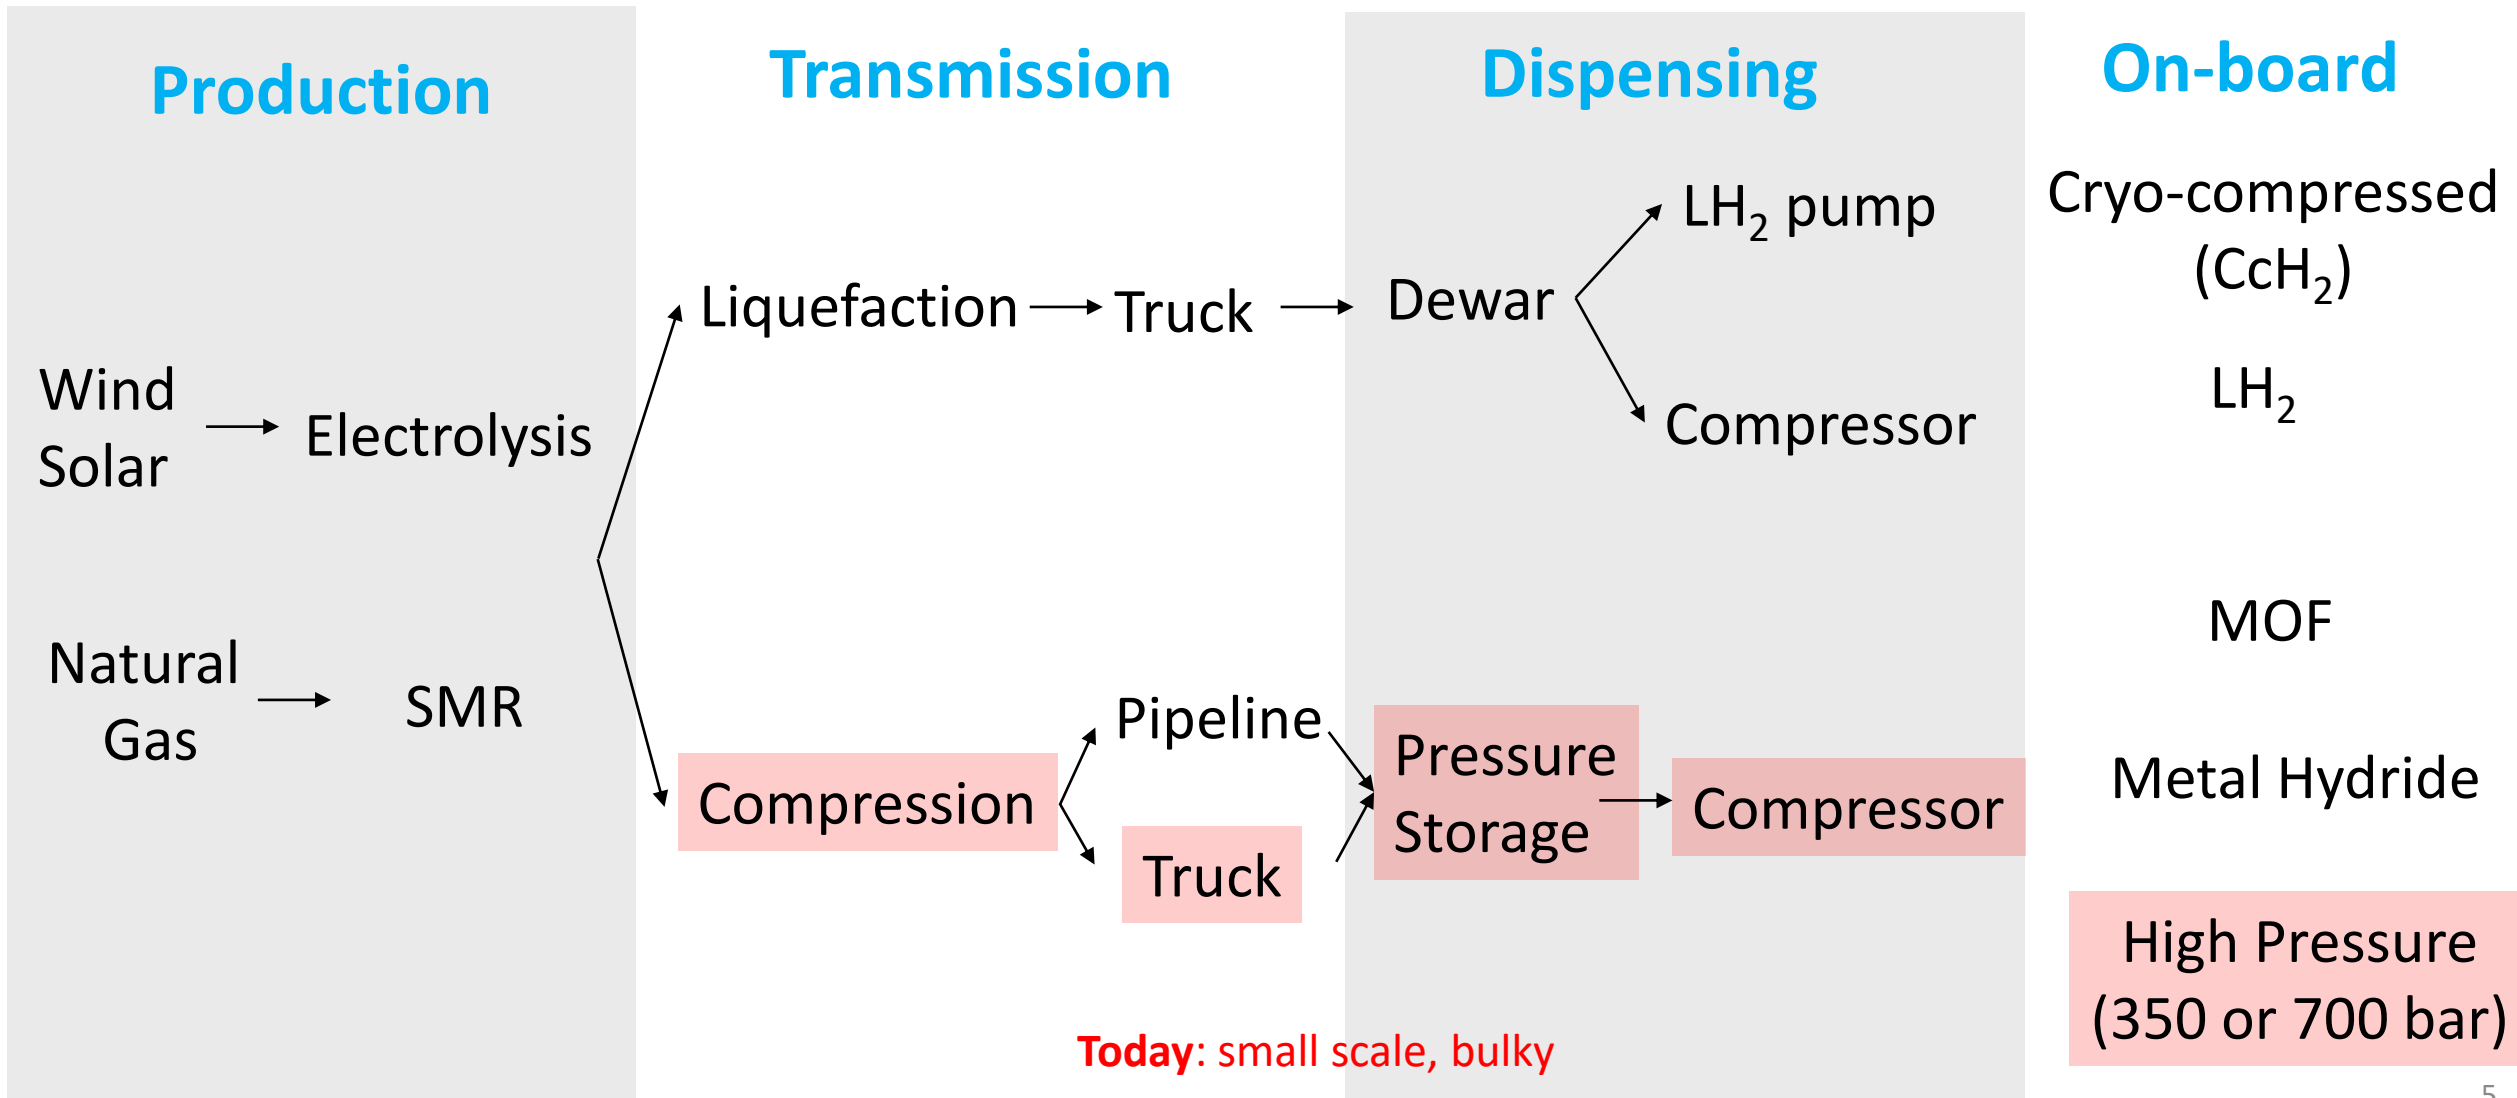 Production
Transmission
Dispensing
On-board
Wind
Solar
Electrolysis
Natural
Gas
SMR
Liquefaction
Truck
Compression
Pipeline
Truck
Dewar
LH₂ pump
Compressor
Pressure
Storage
Compressor
Cryo-compressed
(CcH₂)
LH₂
MOF
Metal Hydride
High Pressure
(350 or 700 bar)
Today: small scale, bulky
5